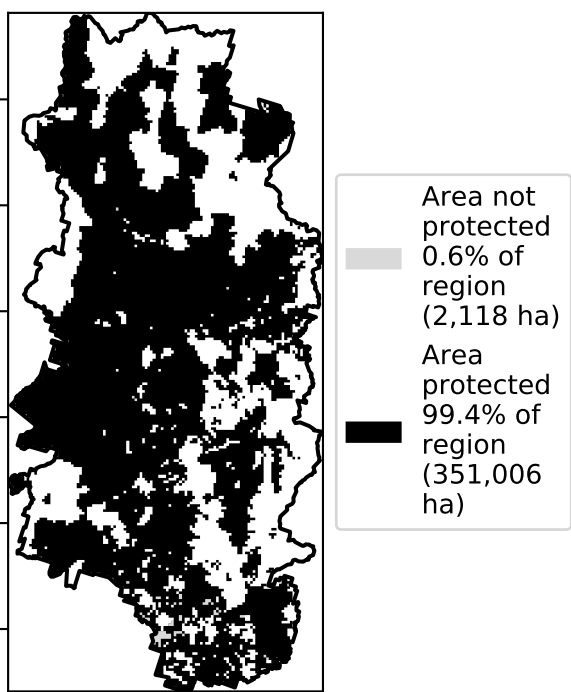 Area not
protected
0.6% of
region
(2,118 ha)
Area
protected
99.4% of
region
(351,006
ha)